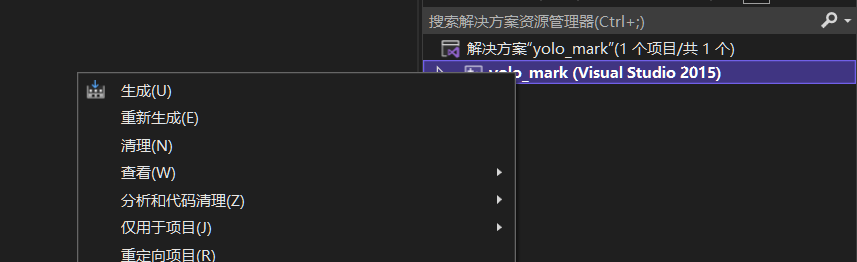 搜索解决方案资源管理器(Ctrl+;)
解决方案"yolo_mark"(1 个项目/共 1 个)
yolo_mark (Visual Studio 2015)
生成(U)
重新生成(E)
清理(N)
查看(W)
分析和代码清理(Z)
仅用于项目(J)
重定向项目(R)